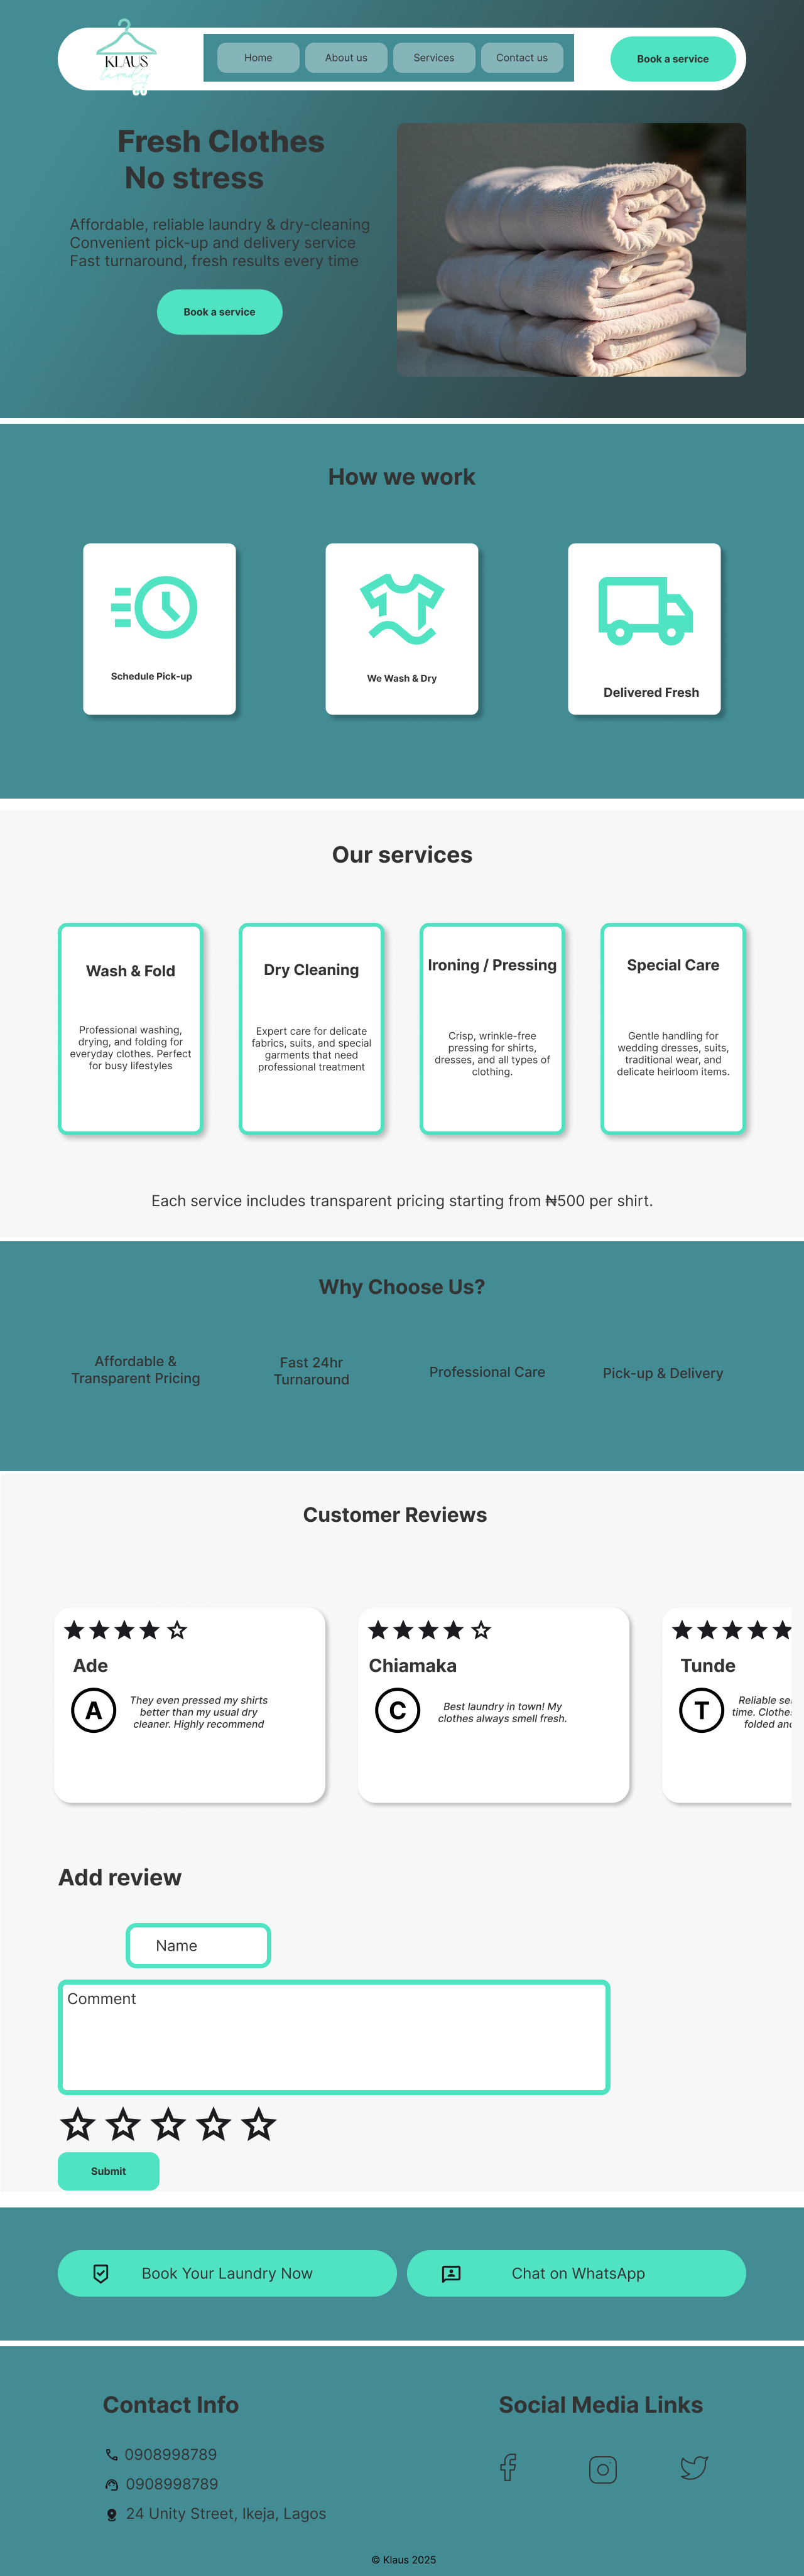 KLAUS
laundry
Home
About us
Services
Contact us
Book a service
Fresh Clothes
No stress
Affordable, reliable laundry & dry-cleaning
Convenient pick-up and delivery service
Fast turnaround, fresh results every time
Book a service
How we work
Schedule Pick-up
We Wash & Dry
Delivered Fresh
Our services
Wash & Fold
Professional washing,
drying, and folding for
everyday clothes. Perfect
for busy lifestyles
Dry Cleaning
Expert care for delicate
fabrics, suits, and special
garments that need
professional treatment
Ironing / Pressing
Crisp, wrinkle-free
pressing for shirts,
dresses, and all types of
clothing.
Special Care
Gentle handling for
wedding dresses, suits,
traditional wear, and
delicate heirloom items.
Each service includes transparent pricing starting from ₦500 per shirt.
Why Choose Us?
Affordable &
Transparent Pricing
Fast 24hr
Turnaround
Professional Care
Pick-up & Delivery
Customer Reviews
Ade
A
They even pressed my shirts
better than my usual dry
cleaner. Highly recommend
Chiamaka
C
Best laundry in town! My
clothes always smell fresh.
Tunde
T
Reliable
time.
folded
Add review
Name
Comment
Submit
Book Your Laundry Now
Chat on WhatsApp
Contact Info
0908998789
0908998789
24 Unity Street, Ikeja, Lagos
Social Media Links
© Klaus 2025